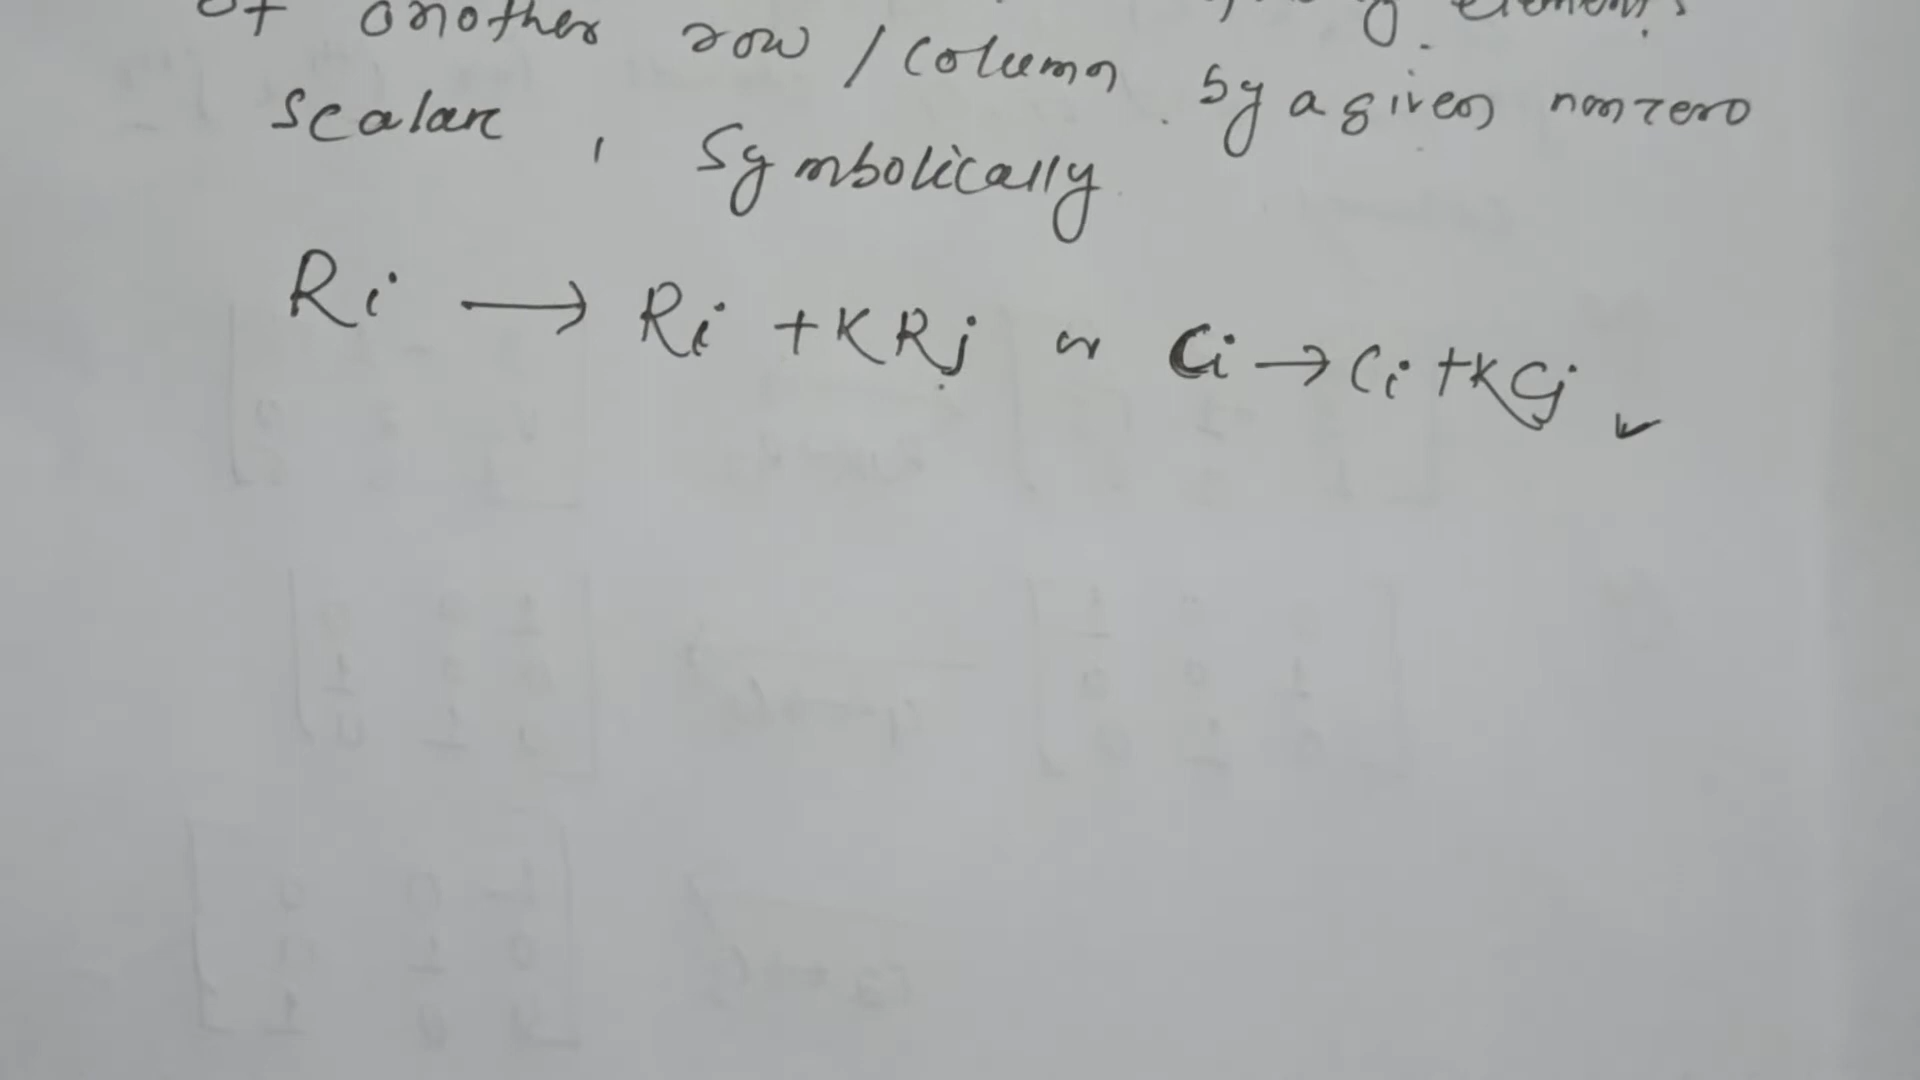 of another row / column by a given nonzero
scalar, Symbolically
Ri → Ri + KRj or Ci → Ci + KCj